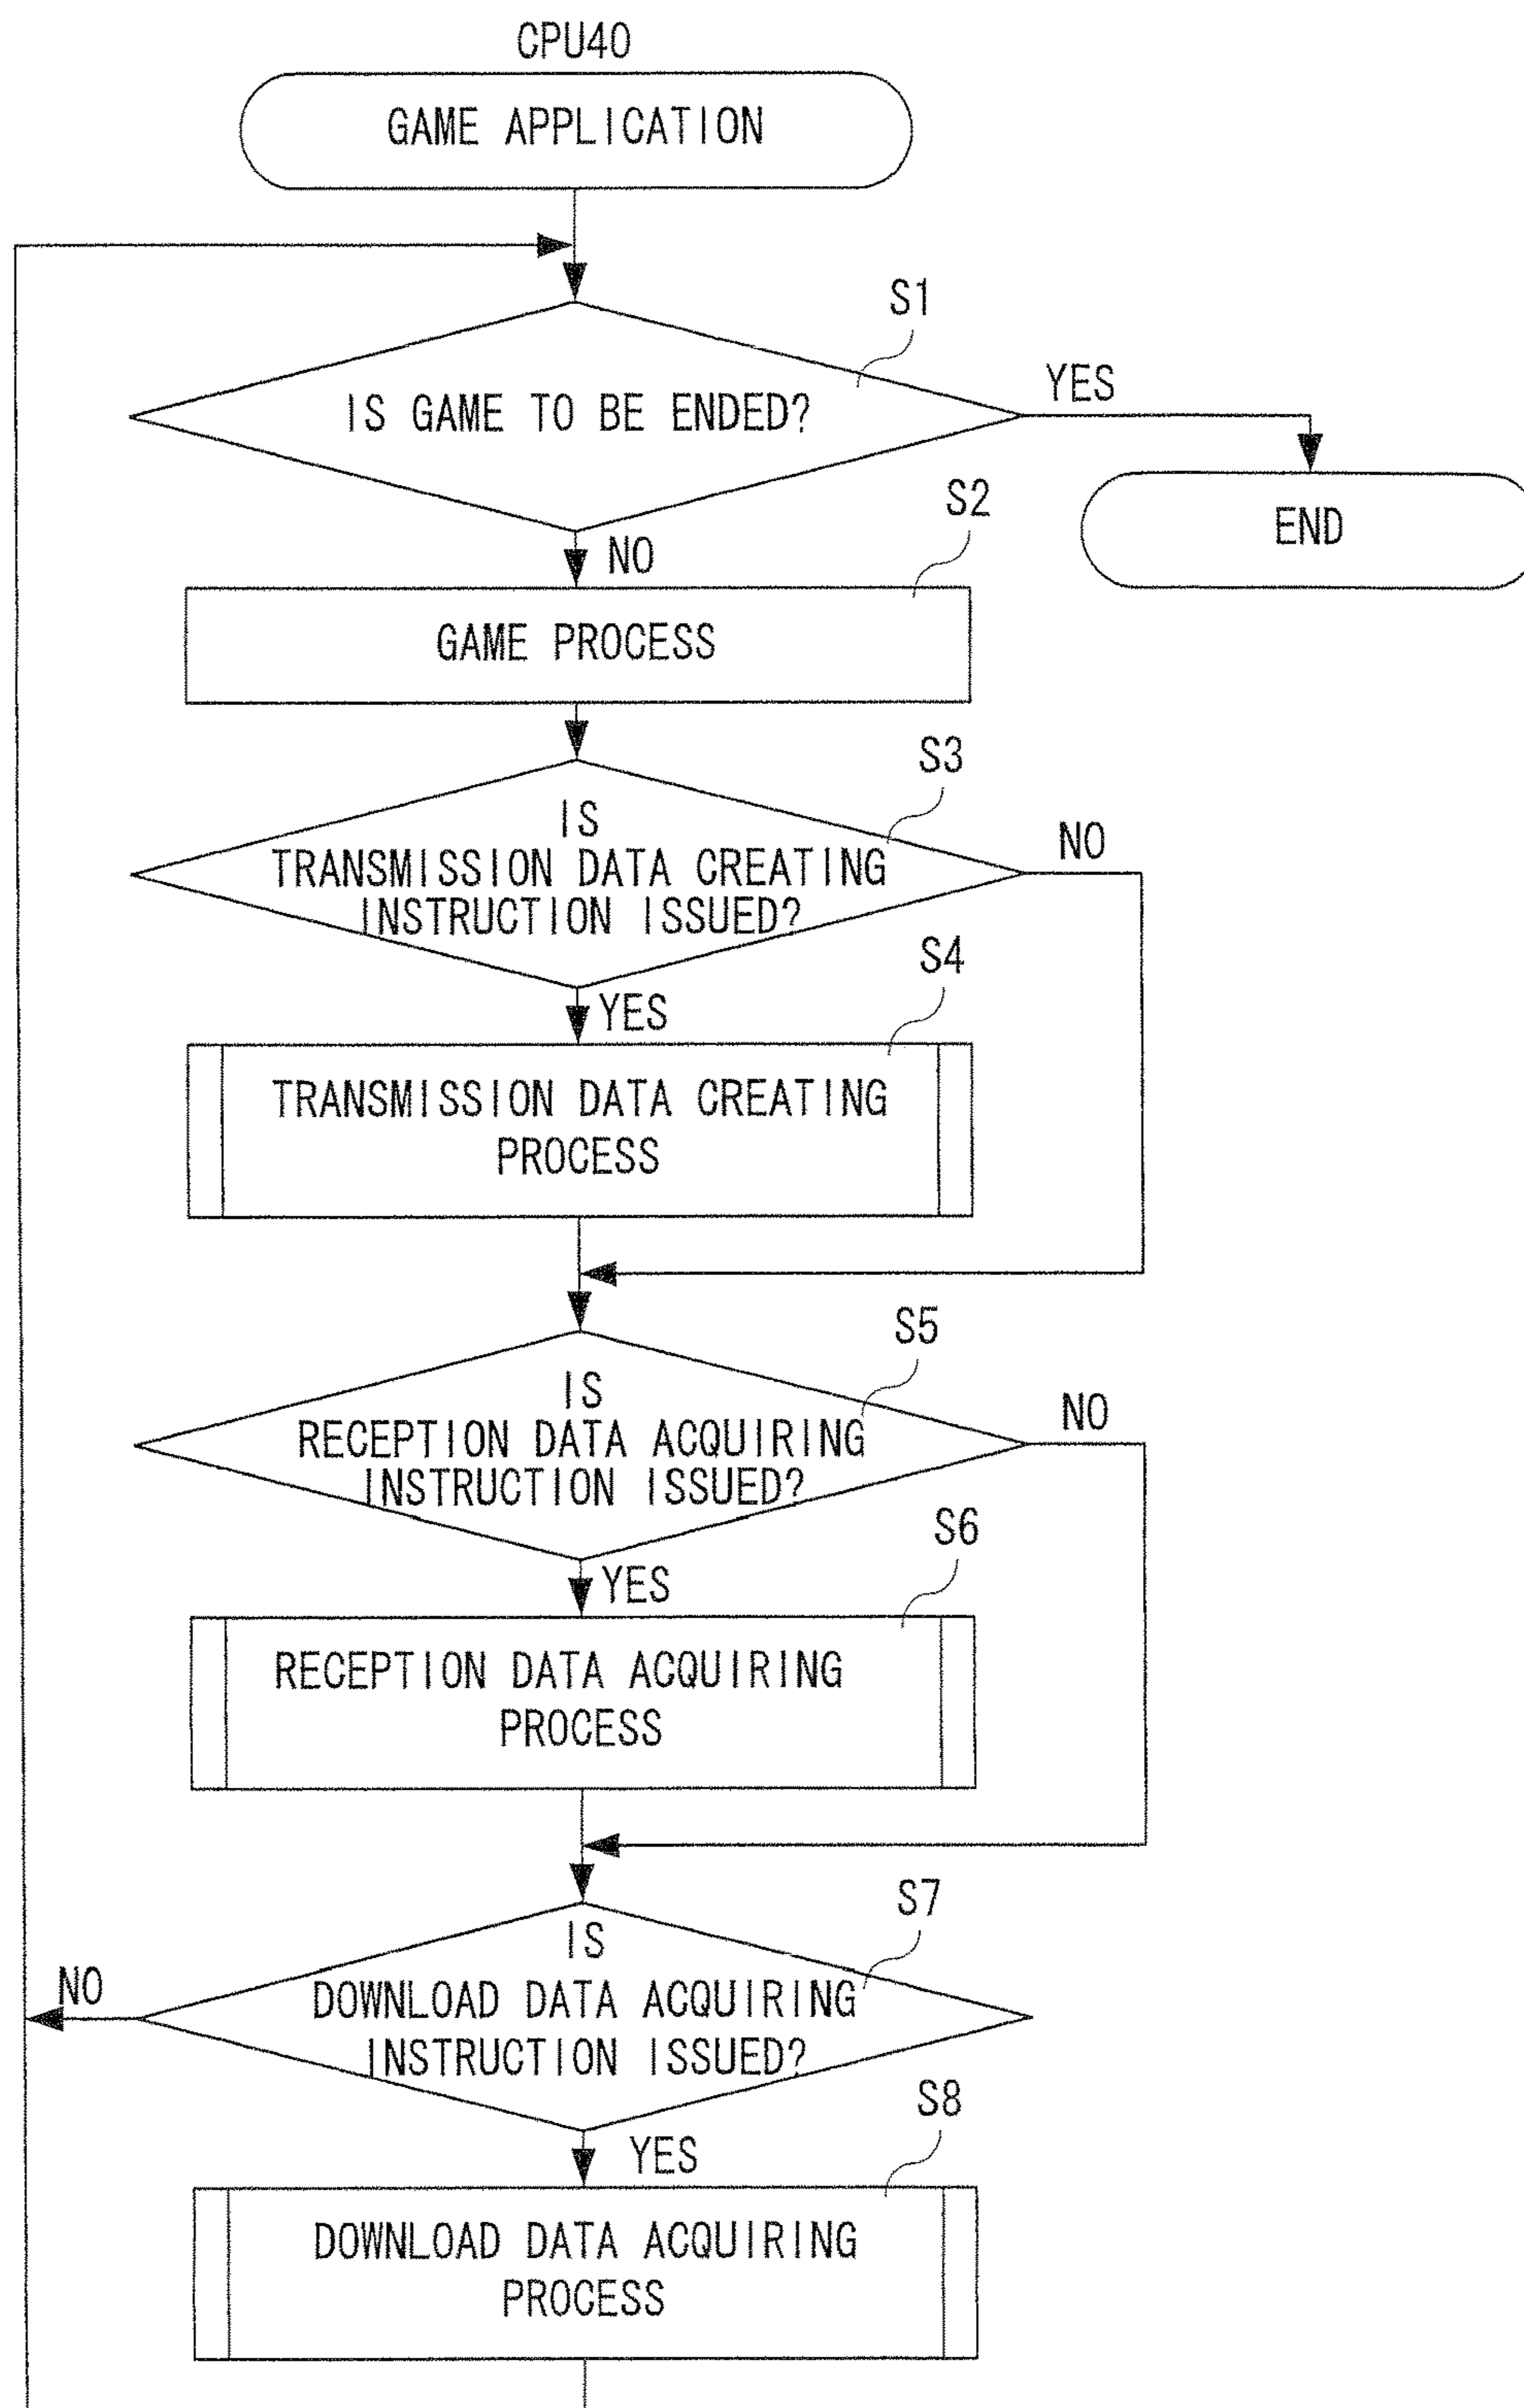 CPU40
GAME APPLICATION
S1
IS GAME TO BE ENDED?
YES
END
NO
S2
GAME PROCESS
S3
IS
TRANSMISSION DATA CREATING
INSTRUCTION ISSUED?
NO
YES
S4
TRANSMISSION DATA CREATING
PROCESS
S5
IS
RECEPTION DATA ACQUIRING
INSTRUCTION ISSUED?
NO
YES
S6
RECEPTION DATA ACQUIRING
PROCESS
S7
IS
DOWNLOAD DATA ACQUIRING
INSTRUCTION ISSUED?
NO
YES
S8
DOWNLOAD DATA ACQUIRING
PROCESS